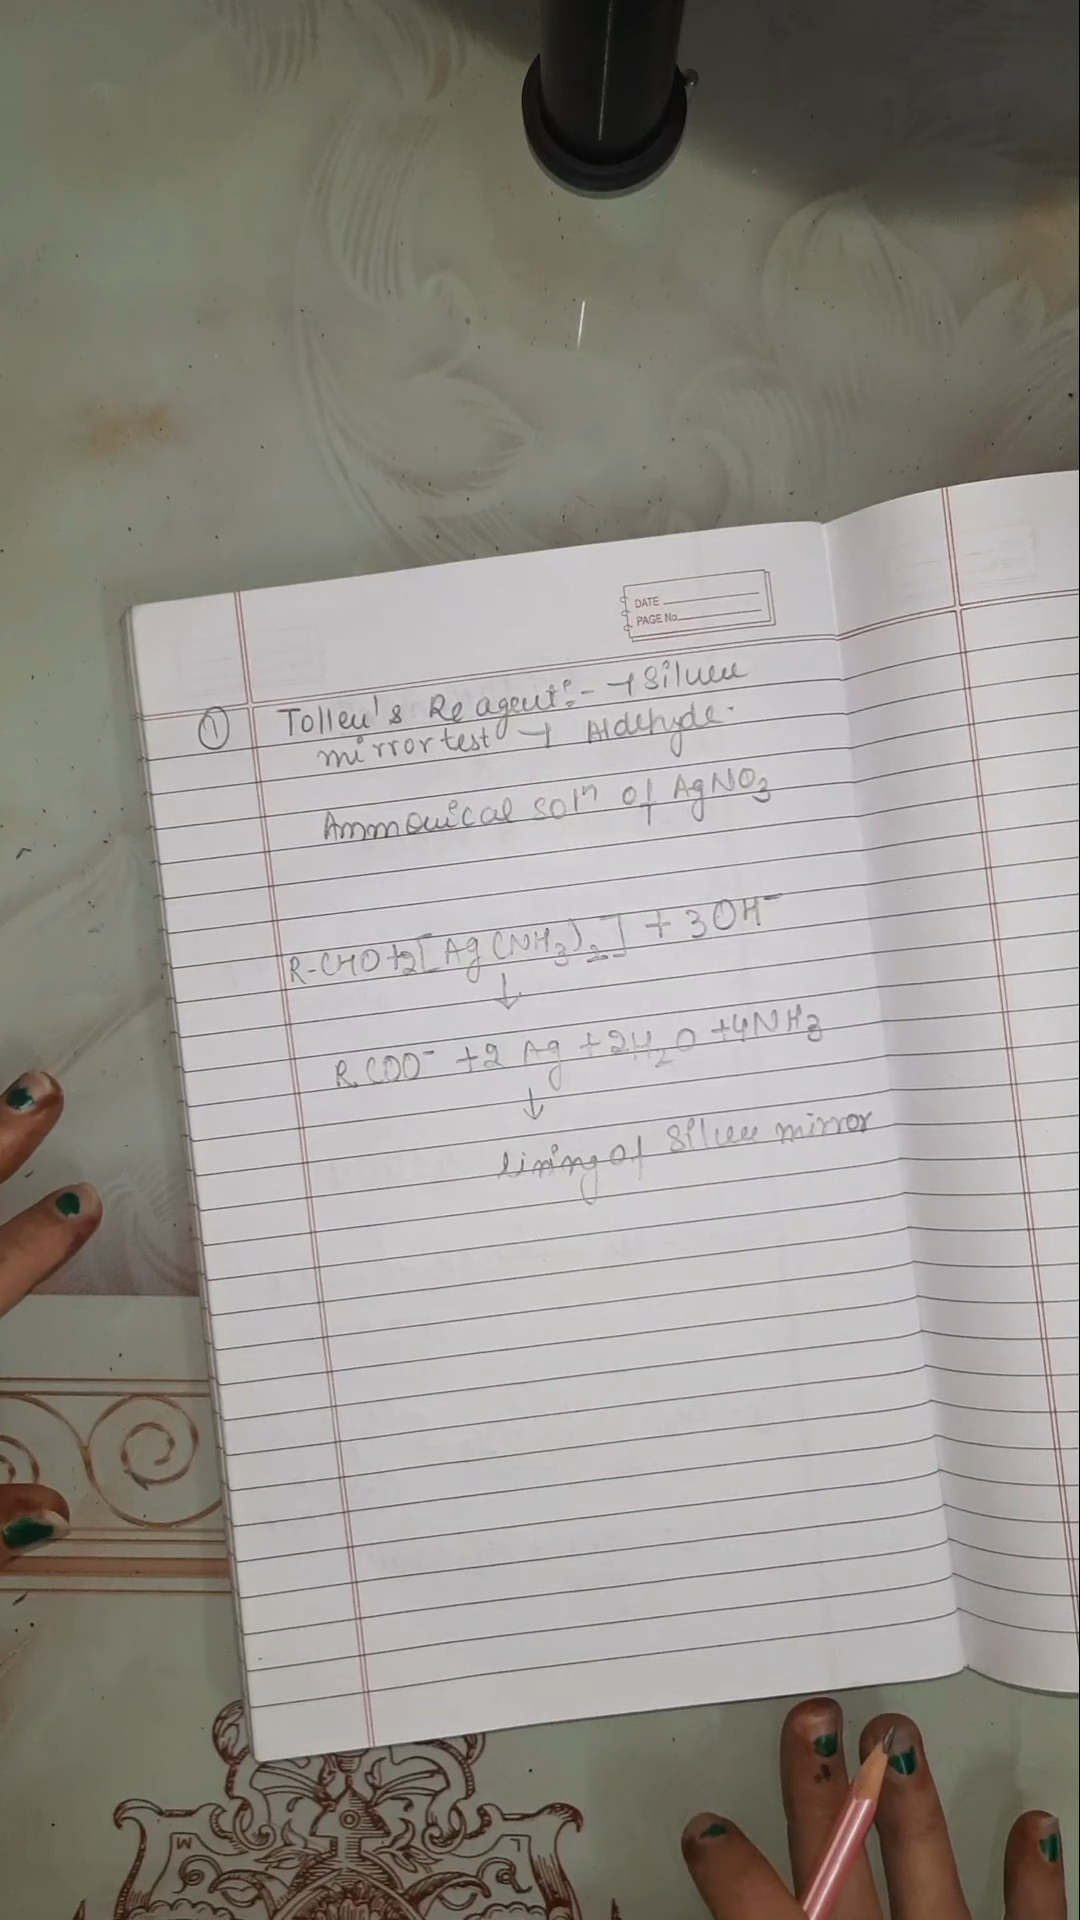 DATE
PAGE No.
① Tollen's Reagent:- → Silver
mirror test → Aldehyde.
Ammonical solⁿ of AgNO₃
R-CHO+2[Ag(NH₃)₂] + 3OH⁻
↓
RCOO⁻ +2 Ag +2H₂O +4NH₃
↓
lining of Silver mirror